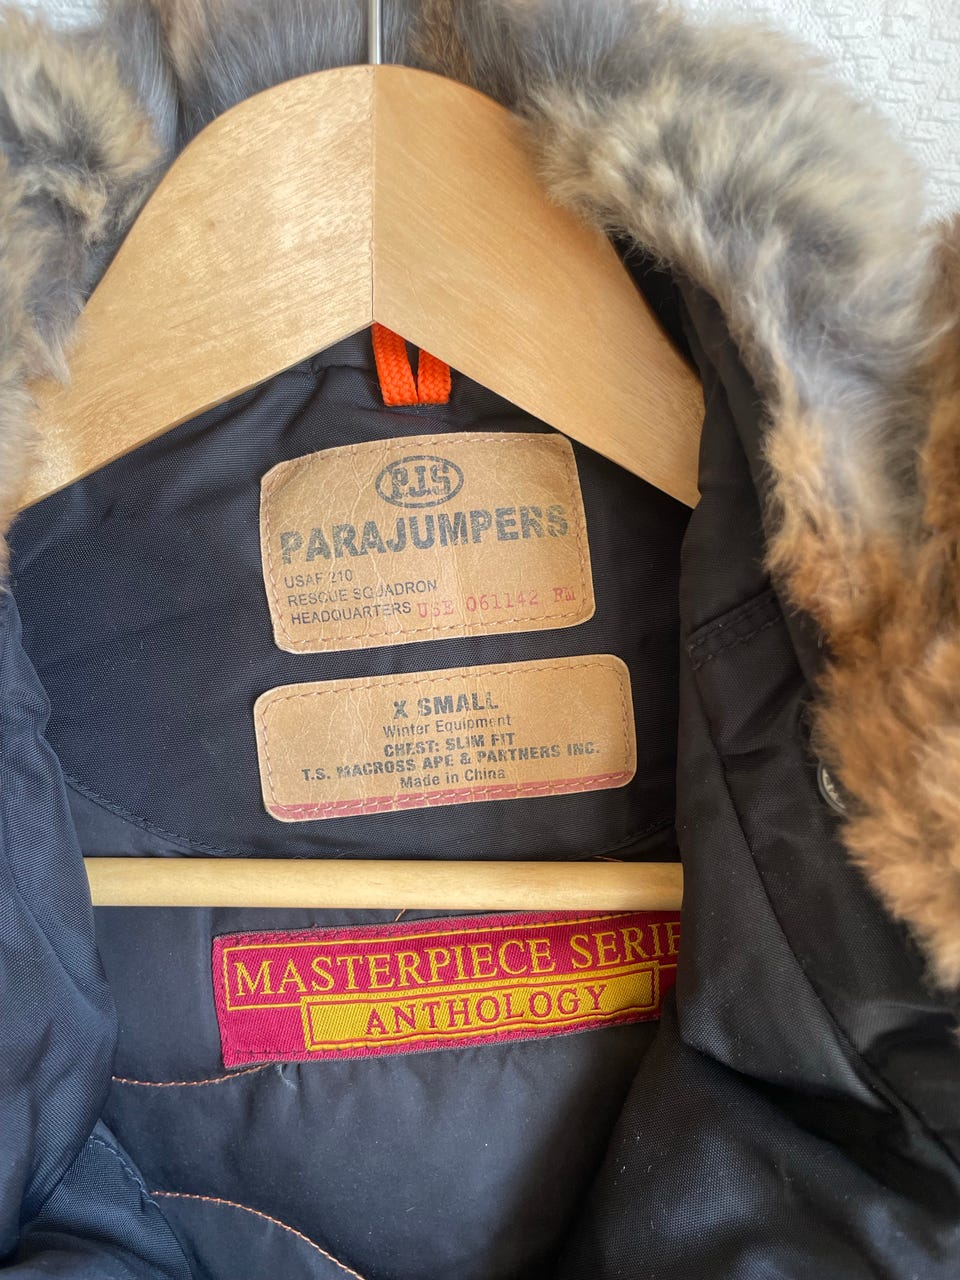 P.J.S
PARAJUMPERS
USAF 210
RESCUE SQUADRON
HEADQUARTERS USE 061142 RM
X SMALL
Winter Equipment
CHEST: SLIM FIT
T.S. MACROSS APE & PARTNERS INC.
Made in China
MASTERPIECE SERIE
ANTHOLOGY